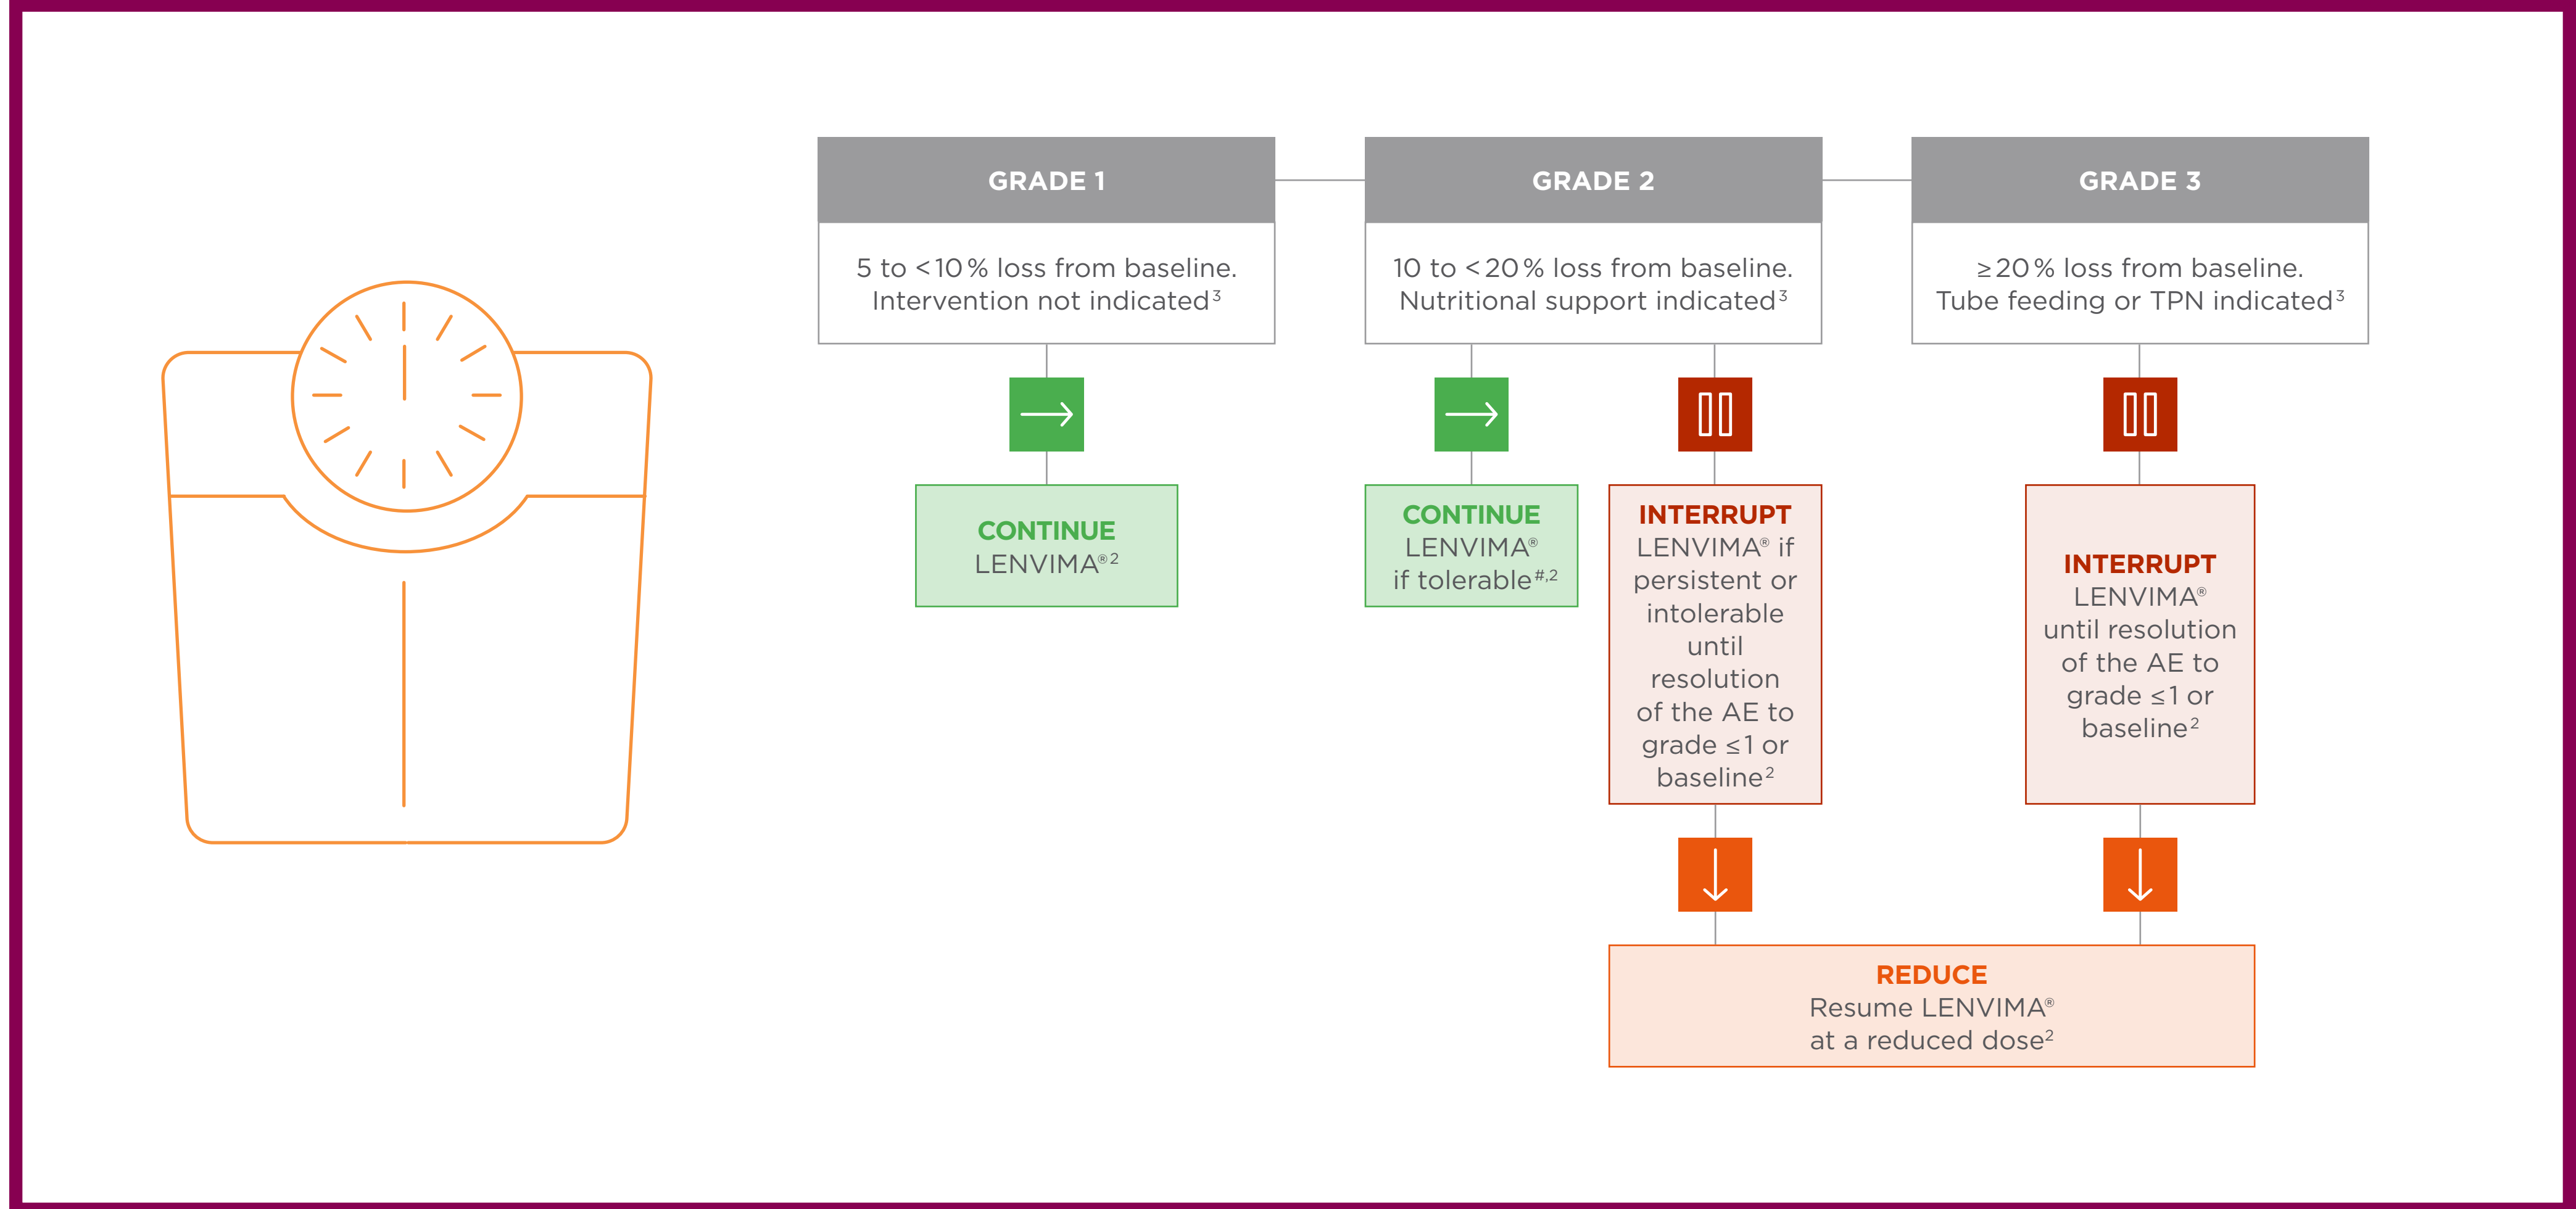 GRADE 1
5 to <10% loss from baseline.
Intervention not indicated³
CONTINUE
LENVIMA®²
GRADE 2
10 to <20% loss from baseline.
Nutritional support indicated³
CONTINUE
LENVIMA®
if tolerable#,2
INTERRUPT
LENVIMA® if
persistent or
intolerable
until
resolution
of the AE to
grade ≤1 or
baseline²
GRADE 3
≥20% loss from baseline.
Tube feeding or TPN indicated³
INTERRUPT
LENVIMA®
until resolution
of the AE to
grade ≤1 or
baseline²
REDUCE
Resume LENVIMA®
at a reduced dose²